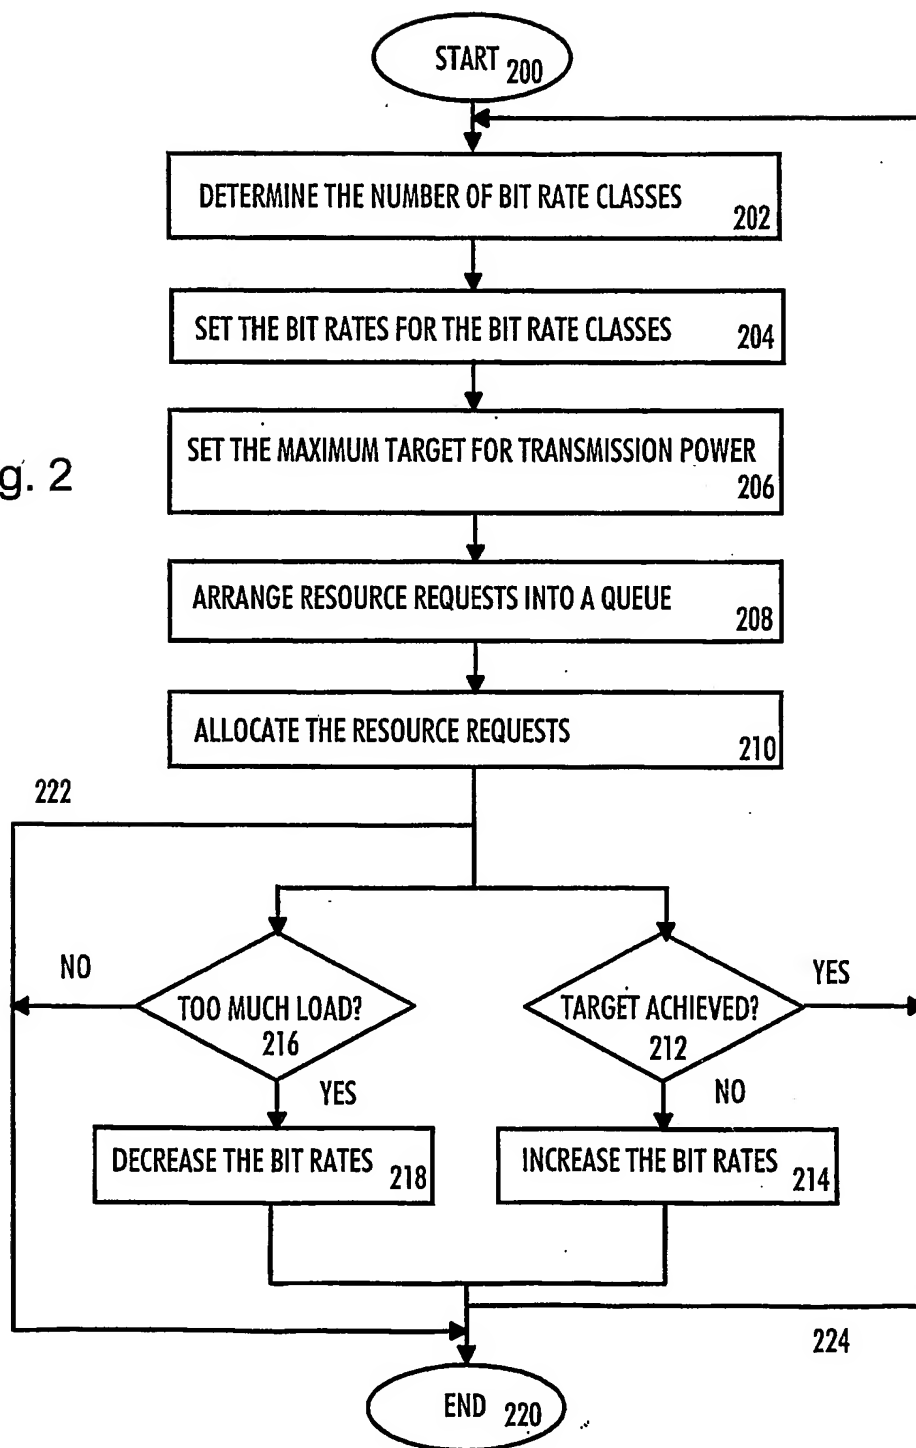 START 200
DETERMINE THE NUMBER OF BIT RATE CLASSES
202
SET THE BIT RATES FOR THE BIT RATE CLASSES
204
g. 2
SET THE MAXIMUM TARGET FOR TRANSMISSION POWER
206
ARRANGE RESOURCE REQUESTS INTO A QUEUE
208
ALLOCATE THE RESOURCE REQUESTS
210
222
NO
TOO MUCH LOAD?
216
YES
TARGET ACHIEVED?
212
YES
NO
DECREASE THE BIT RATES
218
INCREASE THE BIT RATES
214
224
END 220